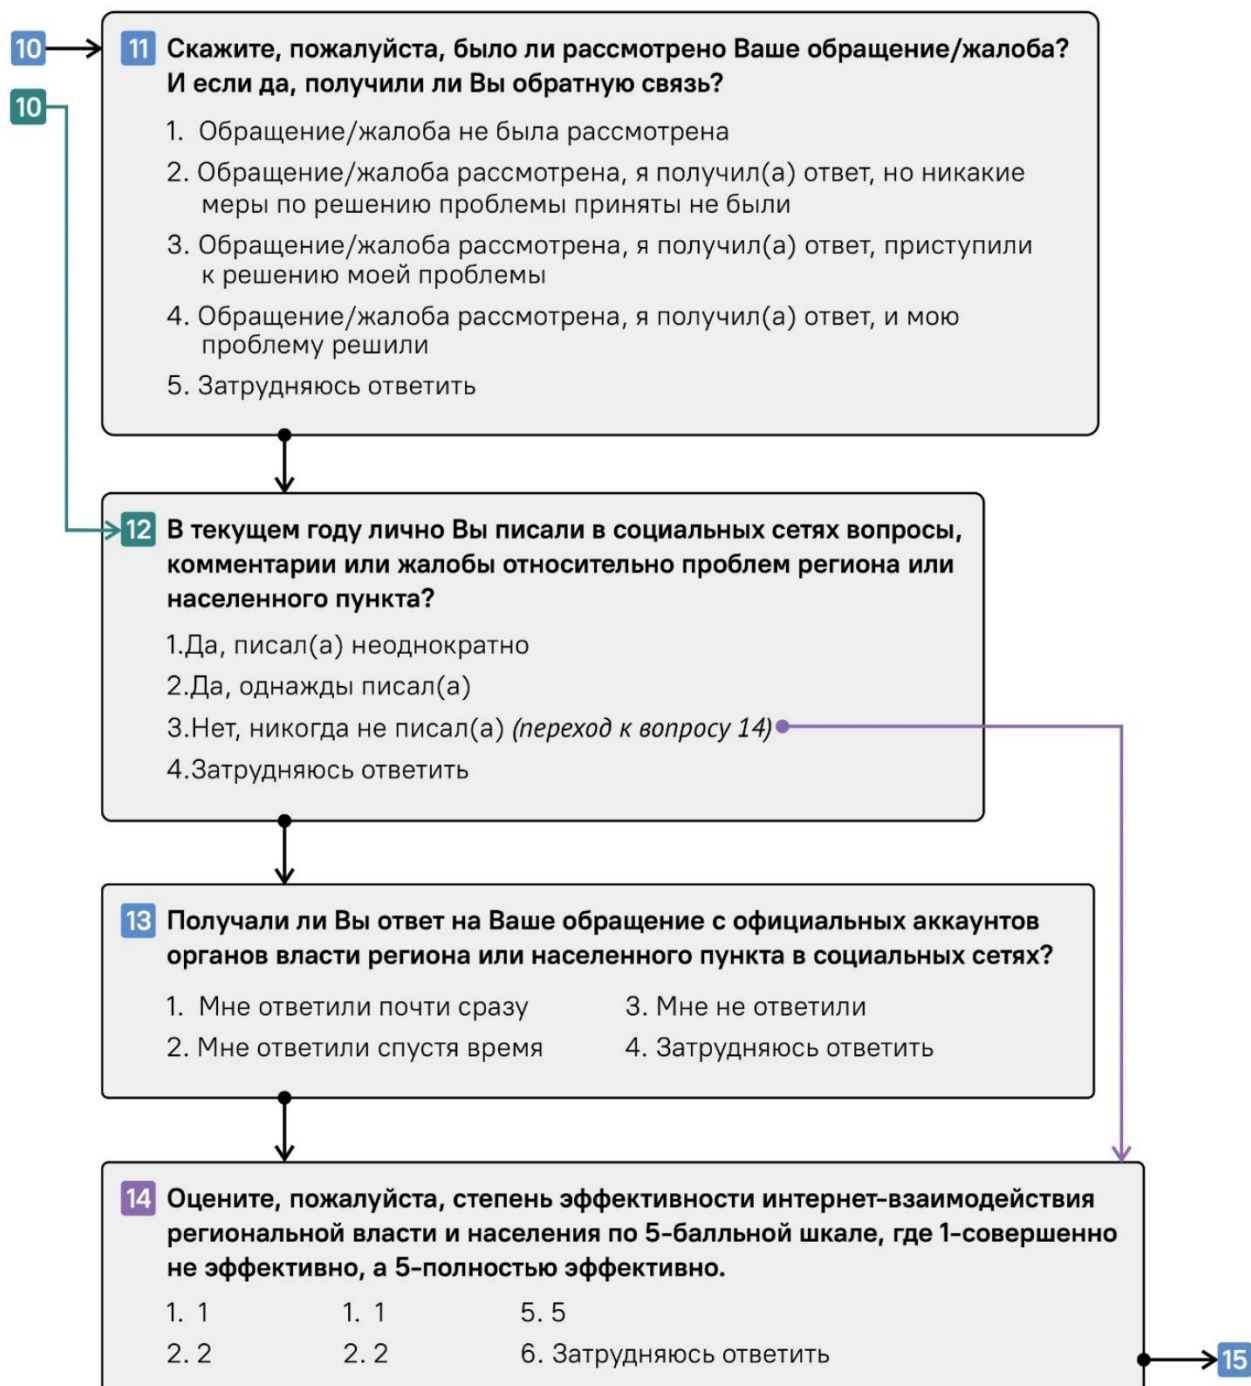 10
10
11 Скажите, пожалуйста, было ли рассмотрено Ваше обращение/жалоба?
И если да, получили ли Вы обратную связь?
1. Обращение/жалоба не была рассмотрена
2. Обращение/жалоба рассмотрена, я получил(а) ответ, но никакие
меры по решению проблемы приняты не были
3. Обращение/жалоба рассмотрена, я получил(а) ответ, приступили
к решению моей проблемы
4. Обращение/жалоба рассмотрена, я получил(а) ответ, и мою
проблему решили
5. Затрудняюсь ответить
12 В текущем году лично Вы писали в социальных сетях вопросы,
комментарии или жалобы относительно проблем региона или
населенного пункта?
1.Да, писал(а) неоднократно
2.Да, однажды писал(а)
3.Нет, никогда не писал(а) (переход к вопросу 14)
4.Затрудняюсь ответить
13 Получали ли Вы ответ на Ваше обращение с официальных аккаунтов
органов власти региона или населенного пункта в социальных сетях?
1. Мне ответили почти сразу
2. Мне ответили спустя время
3. Мне не ответили
4. Затрудняюсь ответить
14 Оцените, пожалуйста, степень эффективности интернет-взаимодействия
региональной власти и населения по 5-балльной шкале, где 1-совершенно
не эффективно, а 5-полностью эффективно.
1. 1
2. 2
1. 1
2. 2
5. 5
6. Затрудняюсь ответить
15